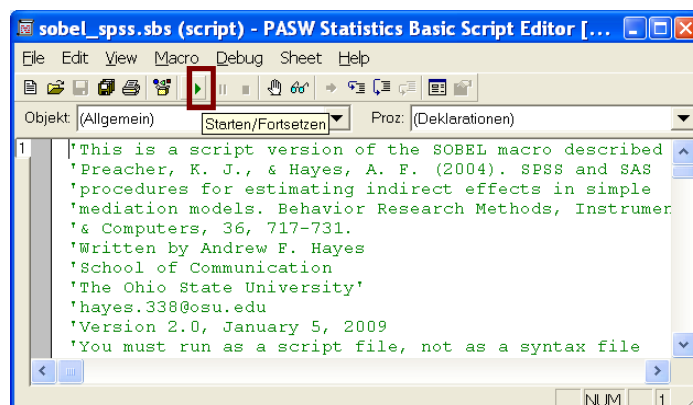 sobel_spss.sbs (script) - PASW Statistics Basic Script Editor [...
File Edit View Macro Debug Sheet Help
Objekt: (Allgemein) Proz: (Deklarationen)
Starten/Fortsetzen
1 'This is a script version of the SOBEL macro described
'Preacher, K. J., & Hayes, A. F. (2004). SPSS and SAS
'procedures for estimating indirect effects in simple
'mediation models. Behavior Research Methods, Instrumen
'& Computers, 36, 717-731.
'Written by Andrew F. Hayes
'School of Communication
'The Ohio State University'
'hayes.338@osu.edu
'Version 2.0, January 5, 2009
'You must run as a script file, not as a syntax file
NUM 1